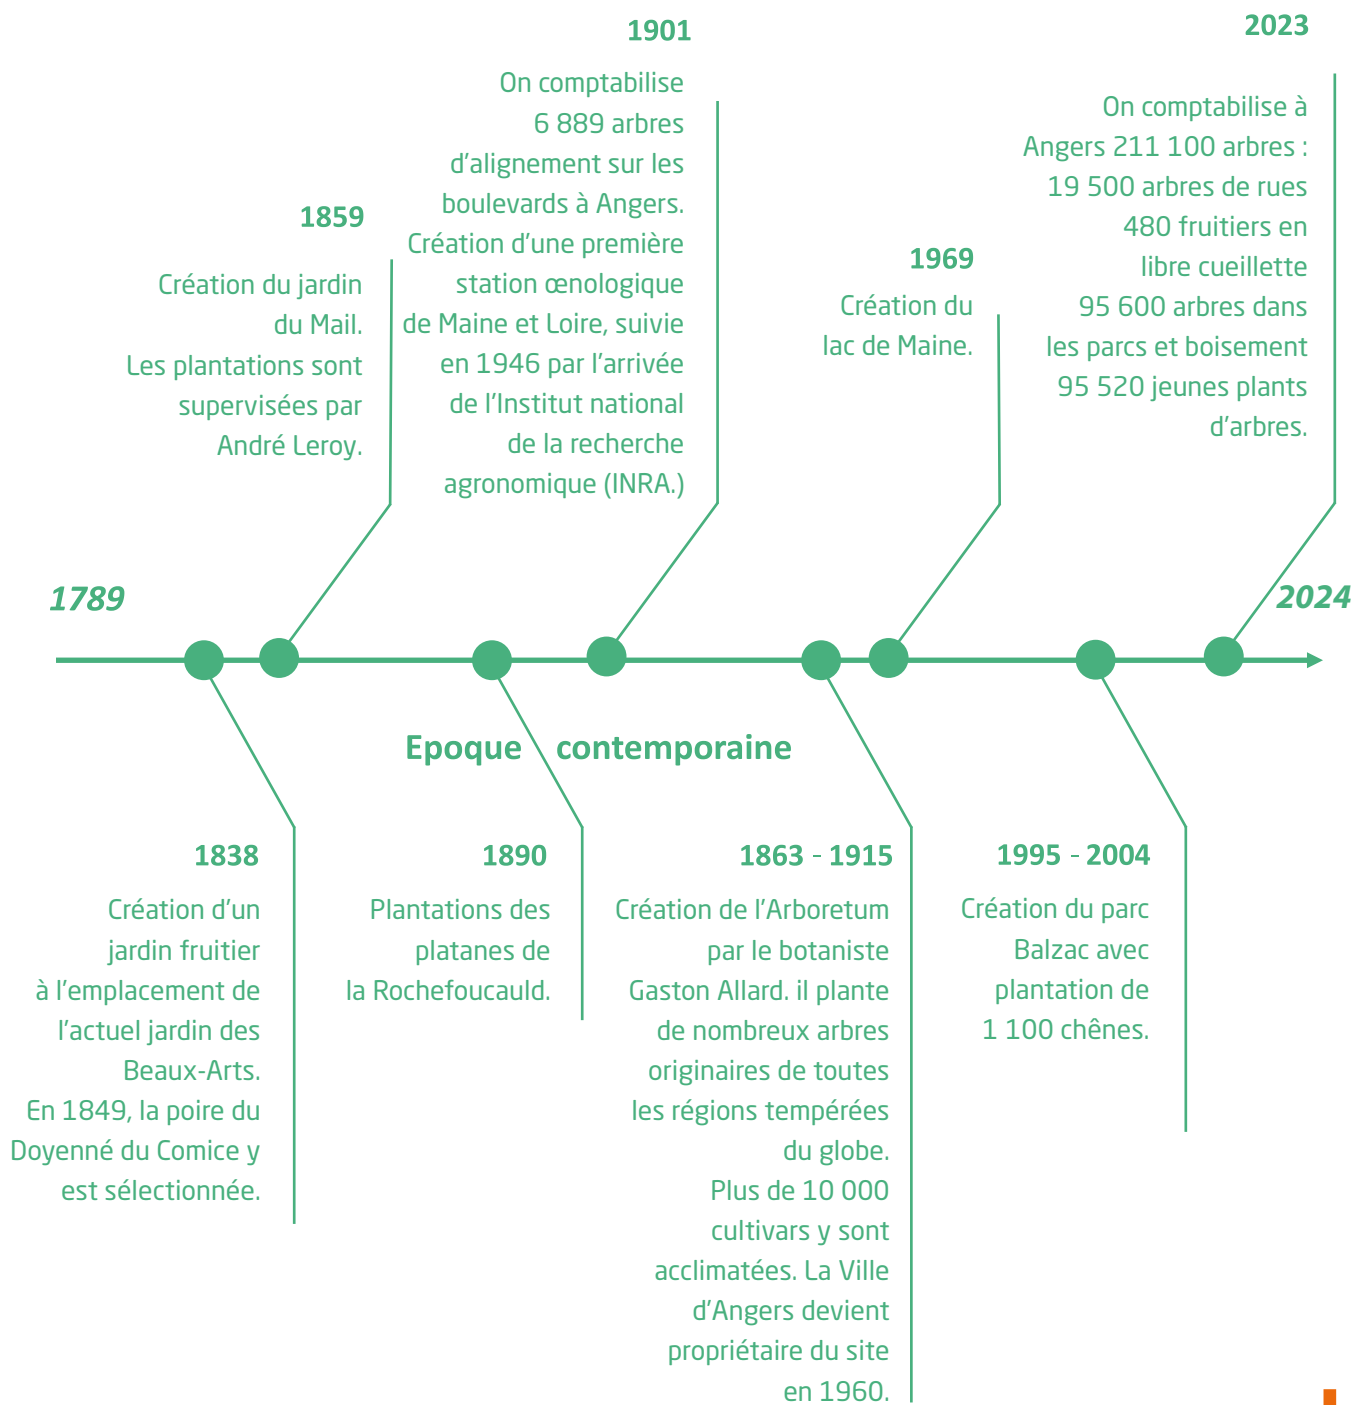 1901
On comptabilise
6 889 arbres
d'alignement sur les
boulevards à Angers.
Création d'une première
station œnologique
de Maine et Loire, suivie
en 1946 par l'arrivée
de l'Institut national
de la recherche
agronomique (INRA.)
2023
On comptabilise à
Angers 211 100 arbres :
19 500 arbres de rues
480 fruitiers en
libre cueillette
95 600 arbres dans
les parcs et boisement
95 520 jeunes plants
d'arbres.
1859
Création du jardin
du Mail.
Les plantations sont
supervisées par
André Leroy.
1969
Création du
lac de Maine.
1789
2024
Epoque contemporaine
1838
Création d'un
jardin fruitier
à l'emplacement de
l'actuel jardin des
Beaux-Arts.
En 1849, la poire du
Doyenné du Comice y
est sélectionnée.
1890
Plantations des
platanes de
la Rochefoucauld.
1863 - 1915
Création de l'Arboretum
par le botaniste
Gaston Allard. il plante
de nombreux arbres
originaires de toutes
les régions tempérées
du globe.
Plus de 10 000
cultivars y sont
acclimatées. La Ville
d'Angers devient
propriétaire du site
en 1960.
1995 - 2004
Création du parc
Balzac avec
plantation de
1 100 chênes.